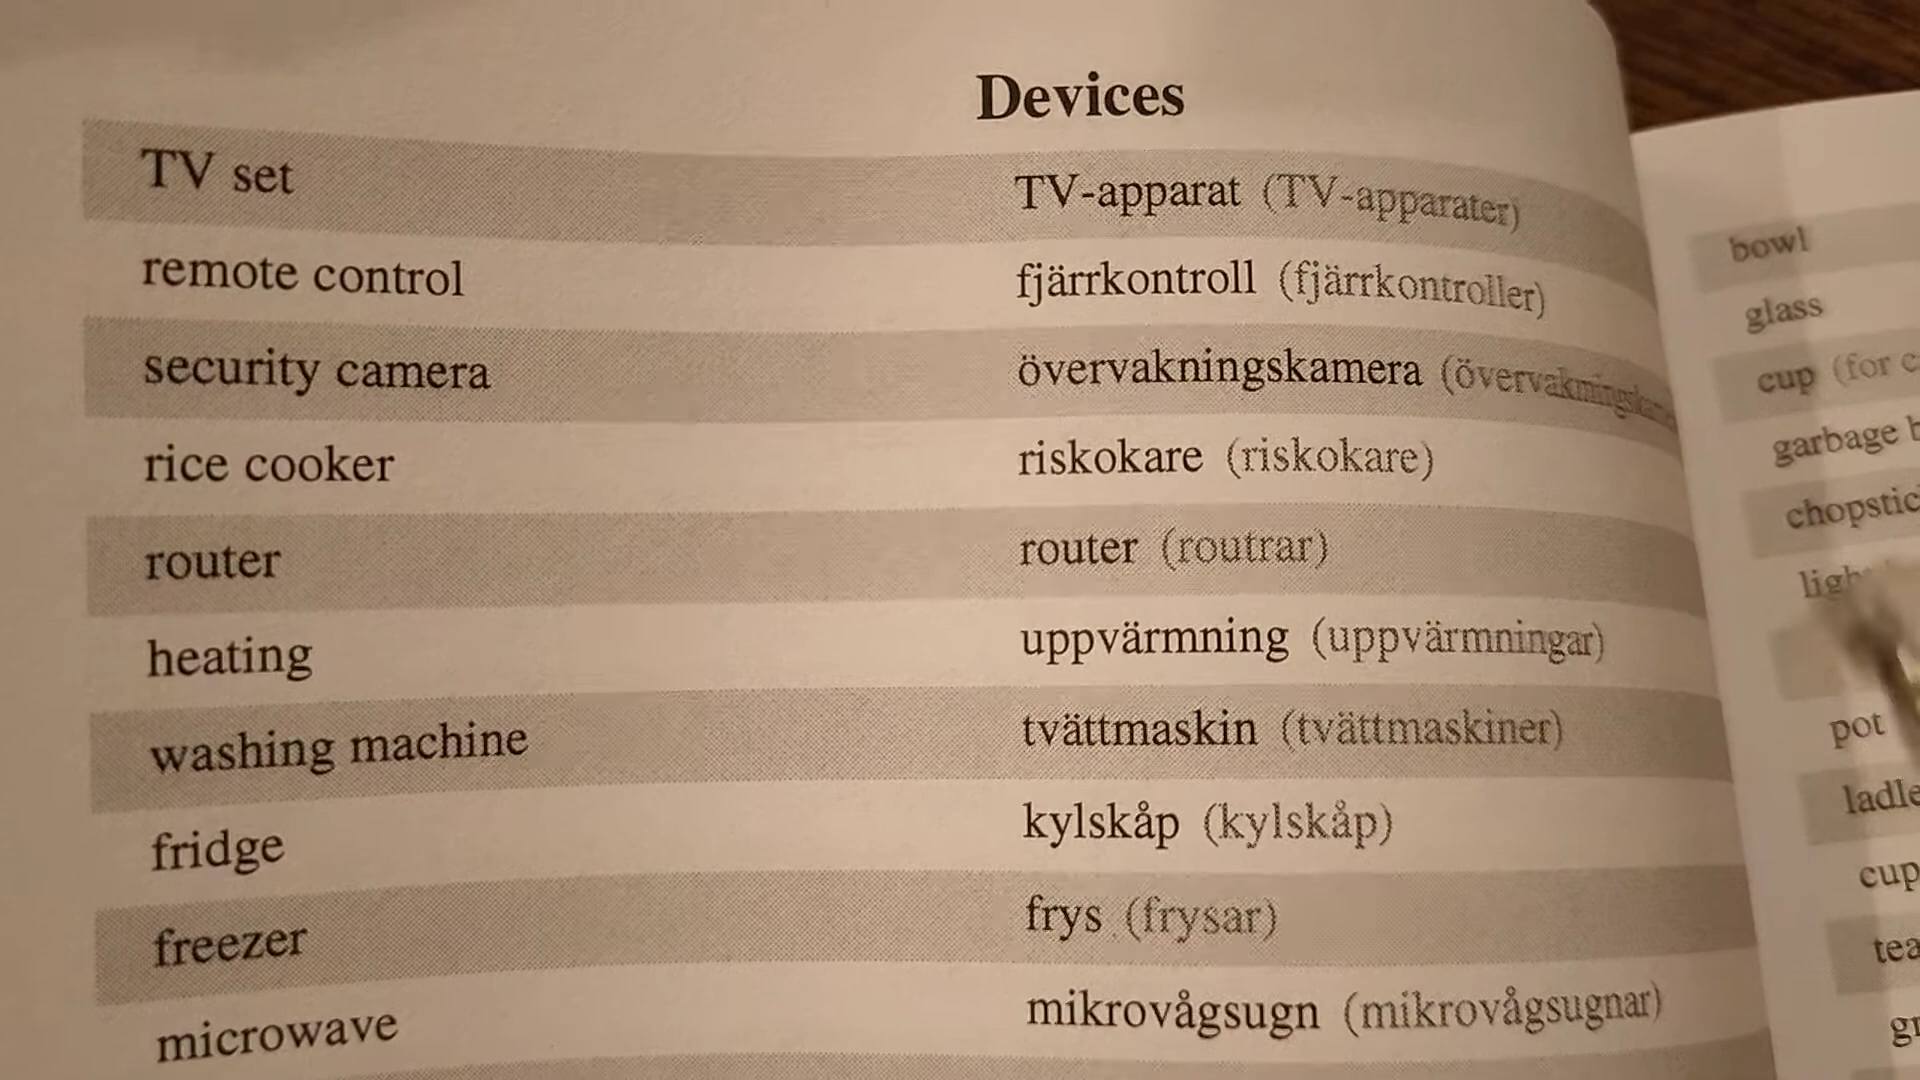 Devices
TV set TV-apparat (TV-apparater)
remote control fjärrkontroll (fjärrkontroller)
security camera övervakningskamera
rice cooker riskokare (riskokare)
router router (routrar)
heating uppvärmning (uppvärmningar)
washing machine tvättmaskin (tvättmaskiner)
fridge kylskåp (kylskåp)
freezer frys (frysar)
microwave mikrovågsugn (mikrovågsugnar)
bowl
glass
cup (for
garbage
pot
cup